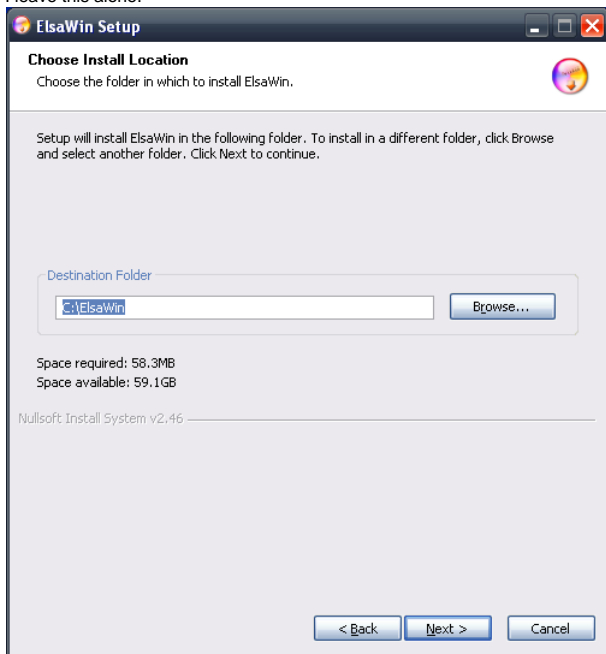 ElsaWin Setup
Choose Install Location
Choose the folder in which to install ElsaWin.
Setup will install ElsaWin in the following folder. To install in a different folder, click Browse
and select another folder. Click Next to continue.
Destination Folder
C:\ElsaWin
Browse...
Space required: 58.3MB
Space available: 59.1GB
Nullsoft Install System v2.46
< Back
Next >
Cancel